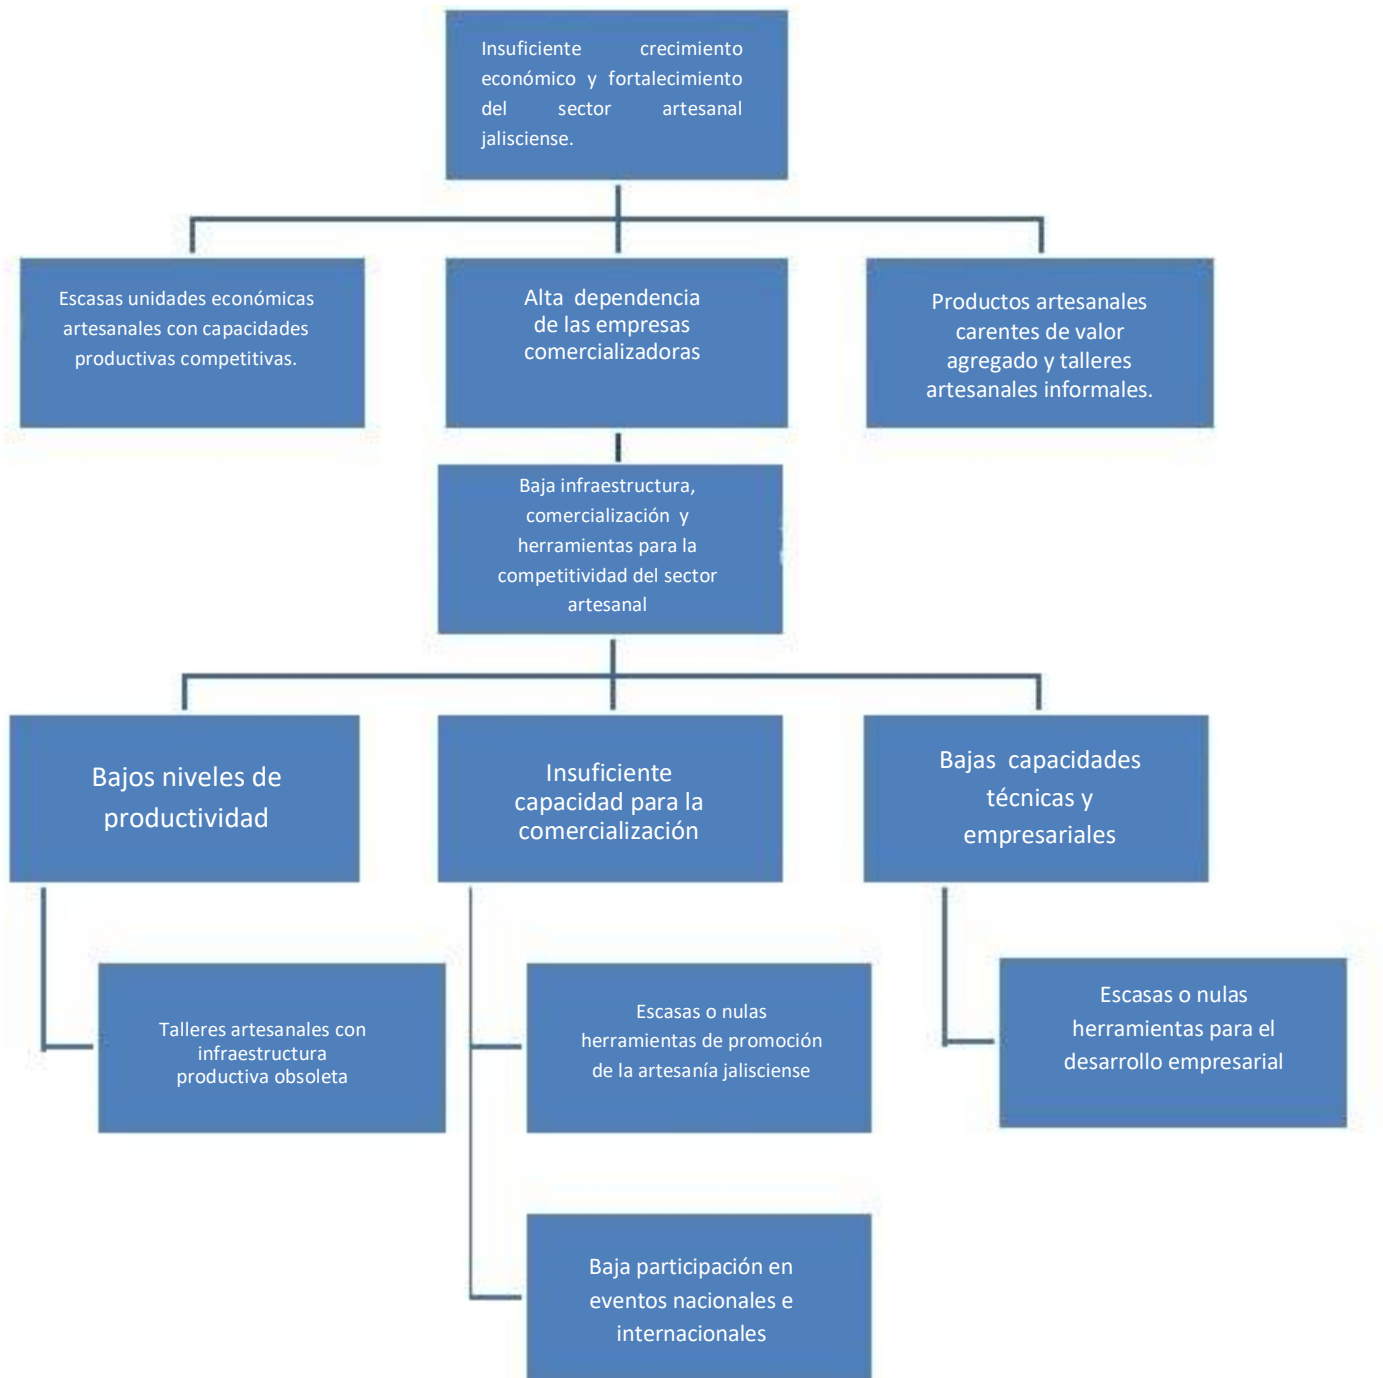 Insuficiente crecimiento
económico y fortalecimiento
del sector artesanal
jalisciense.
Escasas unidades económicas
artesanales con capacidades
productivas competitivas.
Alta dependencia
de las empresas
comercializadoras
Productos artesanales
carentes de valor
agregado y talleres
artesanales informales.
Baja infraestructura,
comercialización y
herramientas para la
competitividad del sector
artesanal
Bajos niveles de
productividad
Insuficiente
capacidad para la
comercialización
Bajas capacidades
técnicas y
empresariales
Talleres artesanales con
infraestructura
productiva obsoleta
Escasas o nulas
herramientas de promoción
de la artesanía jalisciense
Escasas o nulas
herramientas para el
desarrollo empresarial
Baja participación en
eventos nacionales e
internacionales